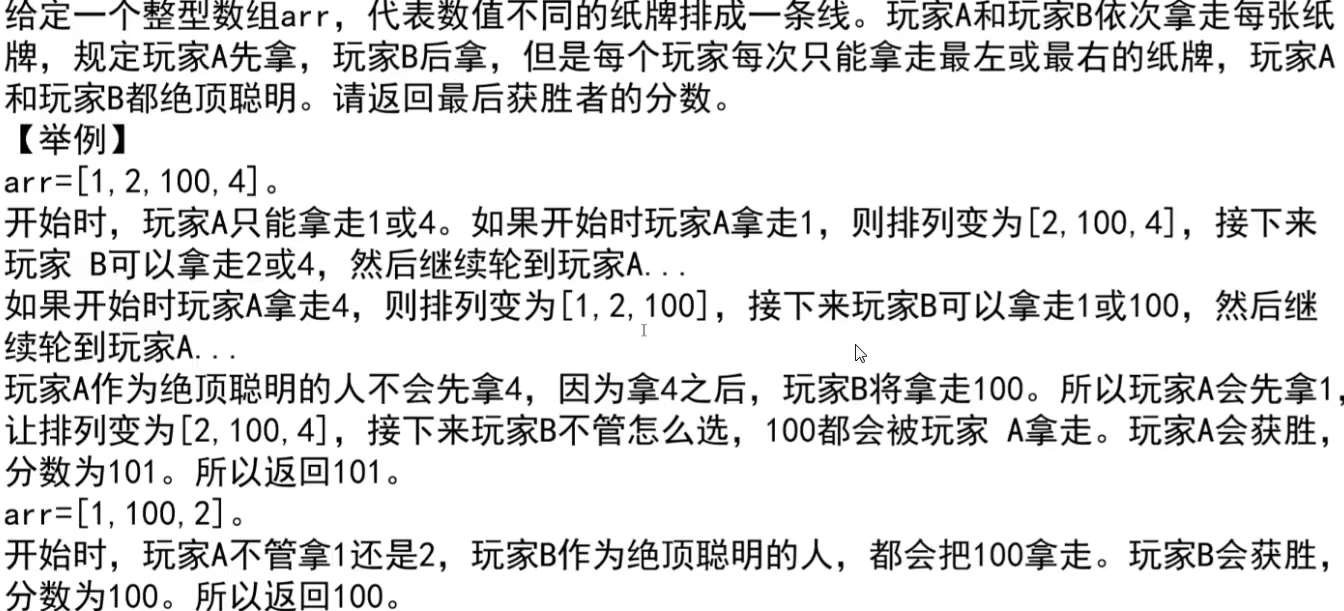 给定一个整型数组arr，代表数值不同的纸牌排成一条线。玩家A和玩家B依次拿走每张纸
牌，规定玩家A先拿，玩家B后拿，但是每个玩家每次只能拿走最左或最右的纸牌，玩家A
和玩家B都绝顶聪明。请返回最后获胜者的分数。
【举例】
arr=[1,2,100,4]。
开始时，玩家A只能拿走1或4。如果开始时玩家A拿走1，则排列变为[2,100,4]，接下来
玩家 B可以拿走2或4，然后继续轮到玩家A...
如果开始时玩家A拿走4，则排列变为[1,2,100]，接下来玩家B可以拿走1或100，然后继
续轮到玩家A...
玩家A作为绝顶聪明的人不会先拿4，因为拿4之后，玩家B将拿走100。所以玩家A会先拿1，
让排列变为[2,100,4]，接下来玩家B不管怎么选，100都会被玩家 A拿走。玩家A会获胜，
分数为101。所以返回101。
arr=[1,100,2]。
开始时，玩家A不管拿1还是2，玩家B作为绝顶聪明的人，都会把100拿走。玩家B会获胜，
分数为100。所以返回100。